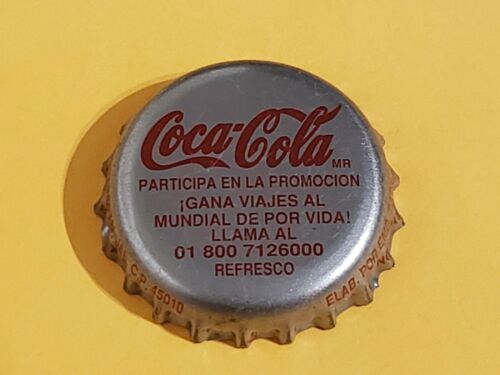 Coca-Cola MR
PARTICIPA EN LA PROMOCION
¡GANA VIAJES AL
MUNDIAL DE POR VIDA!
LLAMA AL
01 800 7126000
REFRESCO
C.P. 45010
ELAB. POR